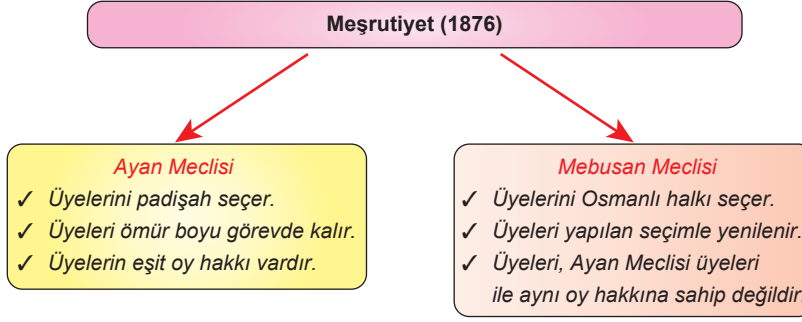 Meşrutiyet (1876)
Ayan Meclisi
✓ Üyelerini padişah seçer.
✓ Üyeleri ömür boyu görevde kalır.
✓ Üyelerin eşit oy hakkı vardır.
Mebusan Meclisi
✓ Üyelerini Osmanlı halkı seçer.
✓ Üyeleri yapılan seçimle yenilenir.
✓ Üyeleri, Ayan Meclisi üyeleri
ile aynı oy hakkına sahip değildir.